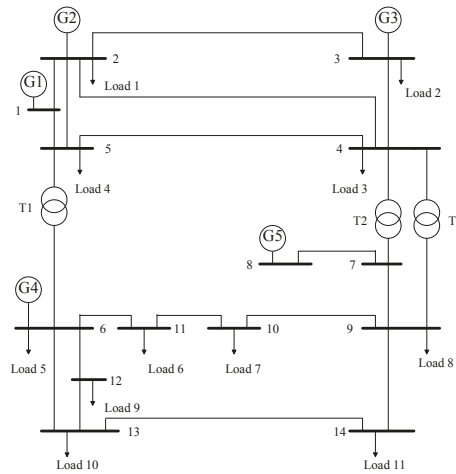 G2 G3
2 3
G1 Load 1 Load 2
1
5 4
Load 4 Load 3
T1 T2 T
G5
8 7
G4
6 11 10 9
Load 5 Load 6 Load 7 Load 8
12
Load 9
13 14
Load 10 Load 11